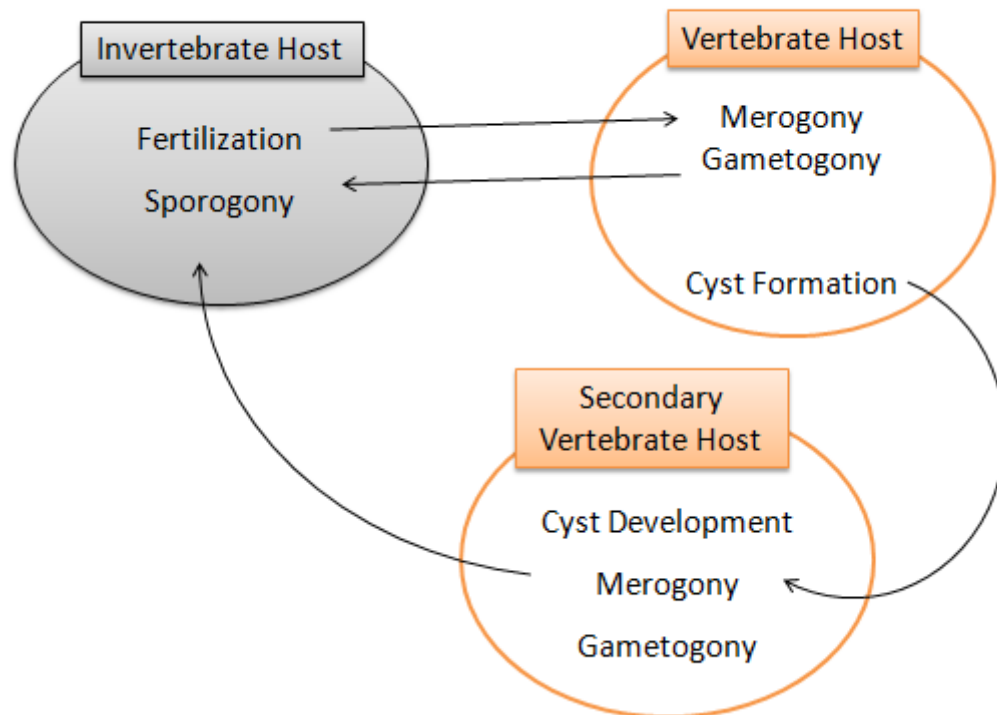 Invertebrate Host
Fertilization
Sporogony
Vertebrate Host
Merogony
Gametogony
Cyst Formation
Secondary
Vertebrate Host
Cyst Development
Merogony
Gametogony